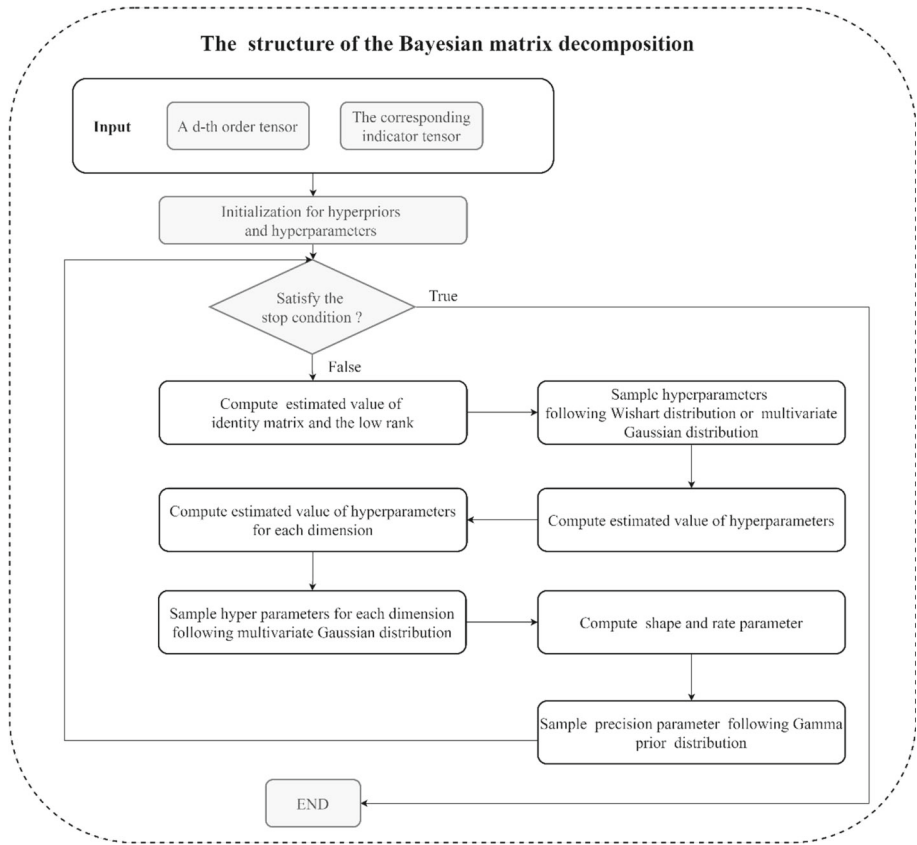 The structure of the Bayesian matrix decomposition
Input
A d-th order tensor
The corresponding
indicator tensor
Initialization for hyperpriors
and hyperparameters
Satisfy the
stop condition ?
True
False
Compute estimated value of
identity matrix and the low rank
Sample hyperparameters
following Wishart distribution or multivariate
Gaussian distribution
Compute estimated value of hyperparameters
for each dimension
Compute estimated value of hyperparameters
Sample hyper parameters for each dimension
following multivariate Gaussian distribution
Compute shape and rate parameter
Sample precision parameter following Gamma
prior distribution
END